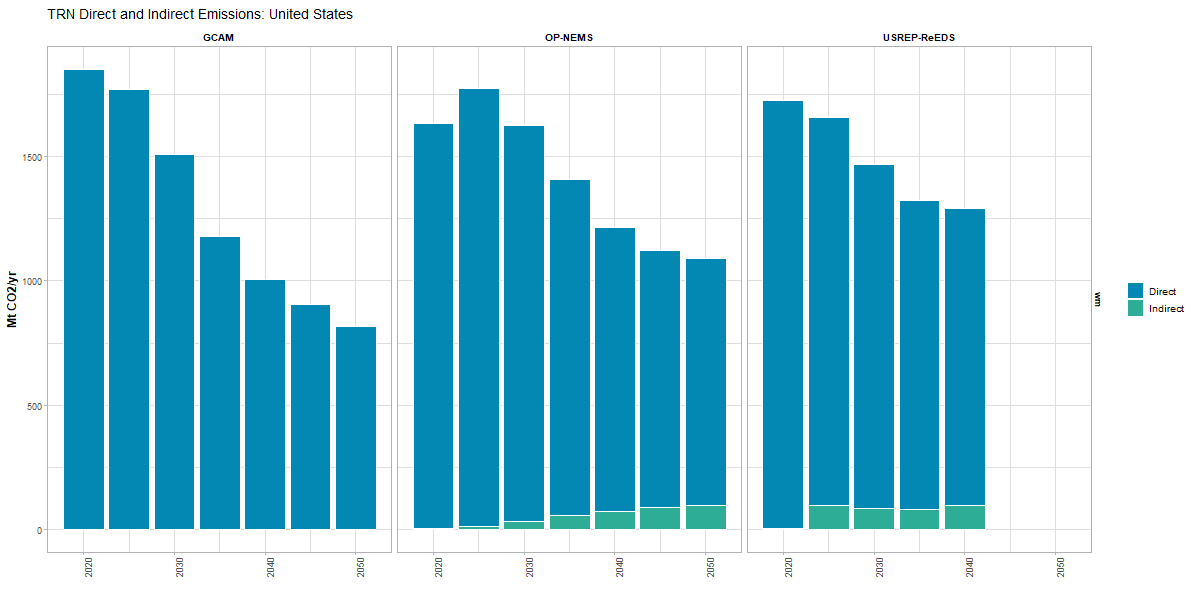 TRN Direct and Indirect Emissions: United States
GCAM
OP-NEMS
USREP-ReEDS
Mt CO2/yr
1500
1000
500
0
2020
2030
2040
2050
2020
2030
2040
2050
2020
2030
2040
2050
wm
Direct
Indirect